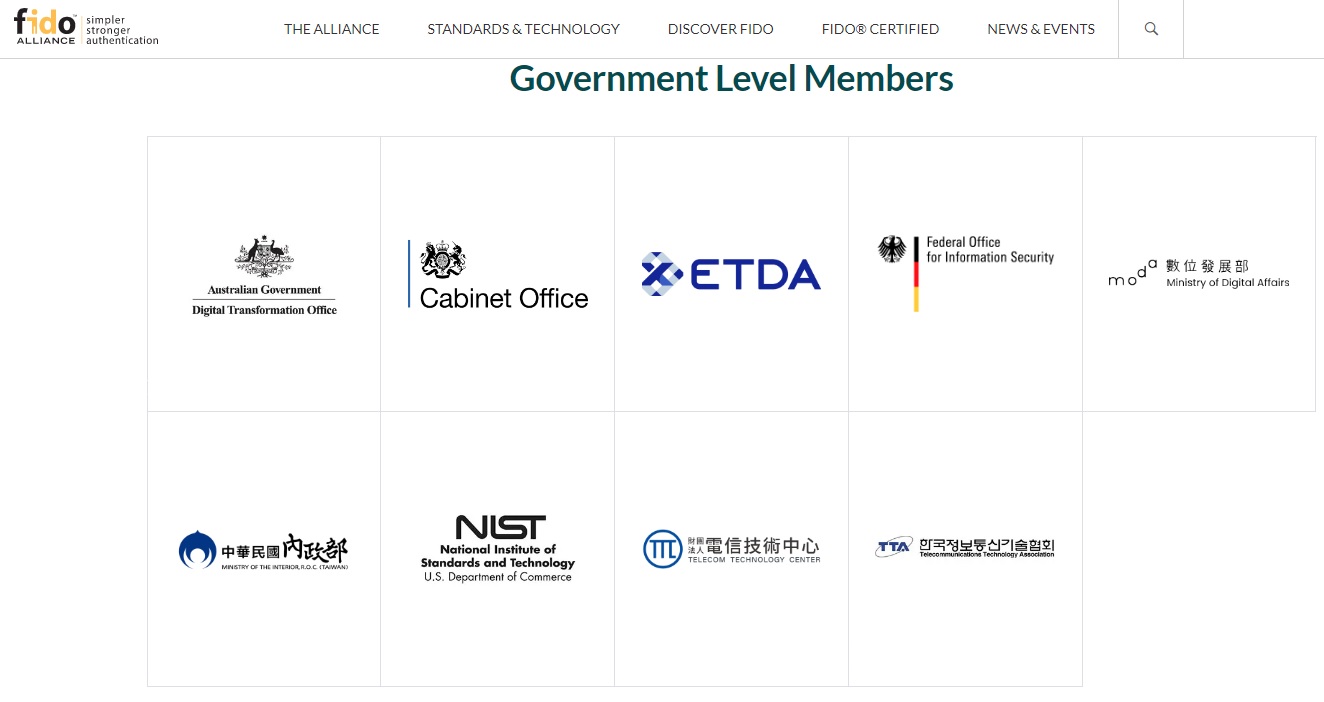 fido
ALLIANCE
simpler
stronger
authentication
THE ALLIANCE
STANDARDS & TECHNOLOGY
DISCOVER FIDO
FIDO® CERTIFIED
NEWS & EVENTS
Government Level Members
Australian Government
Digital Transformation Office
Cabinet Office
ETDA
Federal Office
for Information Security
moda
數位發展部
Ministry of Digital Affairs
中華民國內政部
MINISTRY OF THE INTERIOR, R.O.C. (TAIWAN)
NIST
National Institute of
Standards and Technology
U.S. Department of Commerce
財團法人電信技術中心
TELECOM TECHNOLOGY CENTER
TTA
한국정보통신기술협회
Telecommunications Technology Association